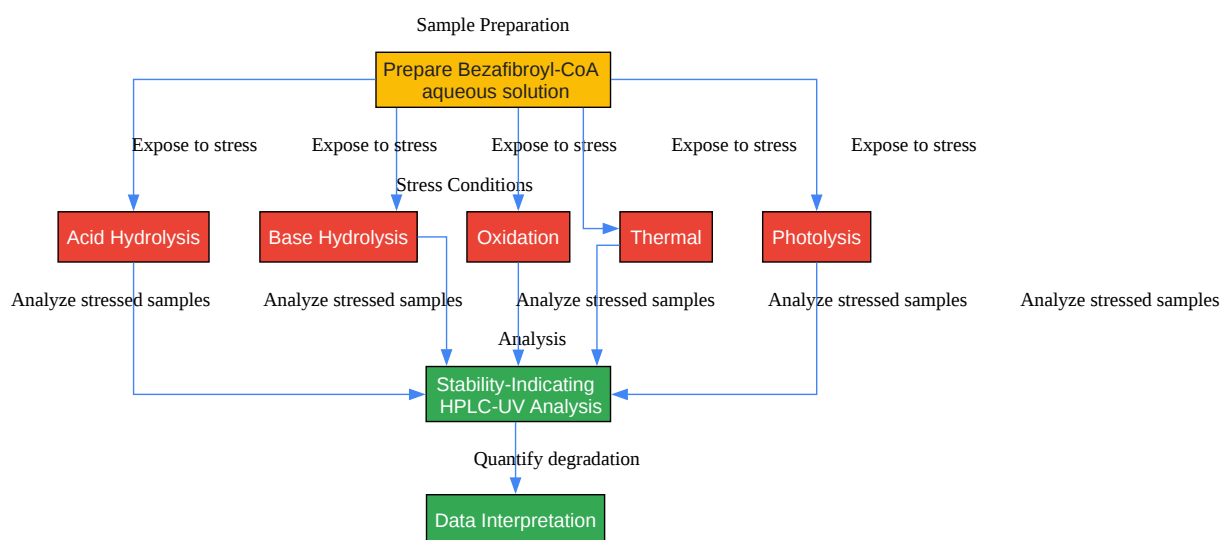 Sample Preparation
Prepare Bezafibroyl-CoA
aqueous solution
Expose to stress
Expose to stress
Expose to stress
Expose to stress
Expose to stress
Stress Conditions
Acid Hydrolysis
Base Hydrolysis
Oxidation
Thermal
Photolysis
Analyze stressed samples
Analyze stressed samples
Analyze stressed samples
Analyze stressed samples
Analyze stressed samples
Analysis
Stability-Indicating
HPLC-UV Analysis
Quantify degradation
Data Interpretation